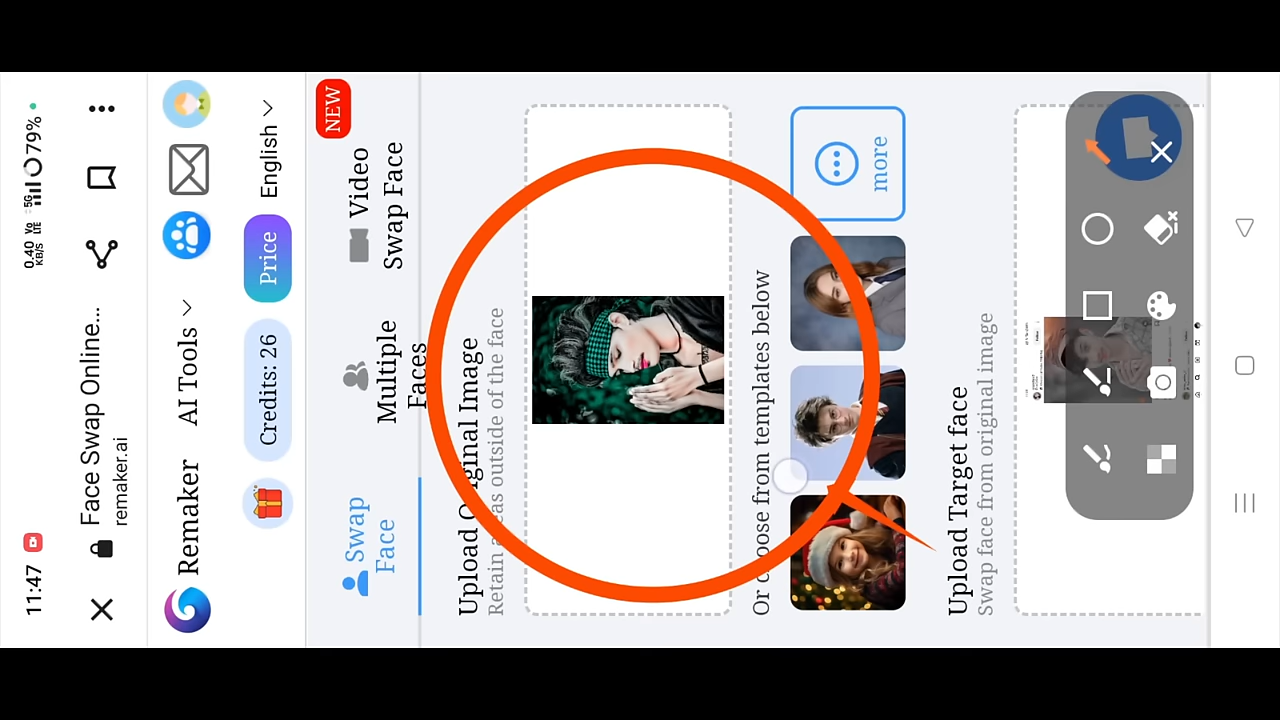 11:47
0.40 KB/S
Vo LTE
5G
79%
Face Swap Online...
remaker.ai
Remaker
AI Tools
Credits: 26
Price
English
Swap
Face
Multiple
Faces
Video
Swap Face
NEW
Upload Original Image
Retain areas outside of the face
Or choose from templates below
more
Upload Target face
Swap face from original image